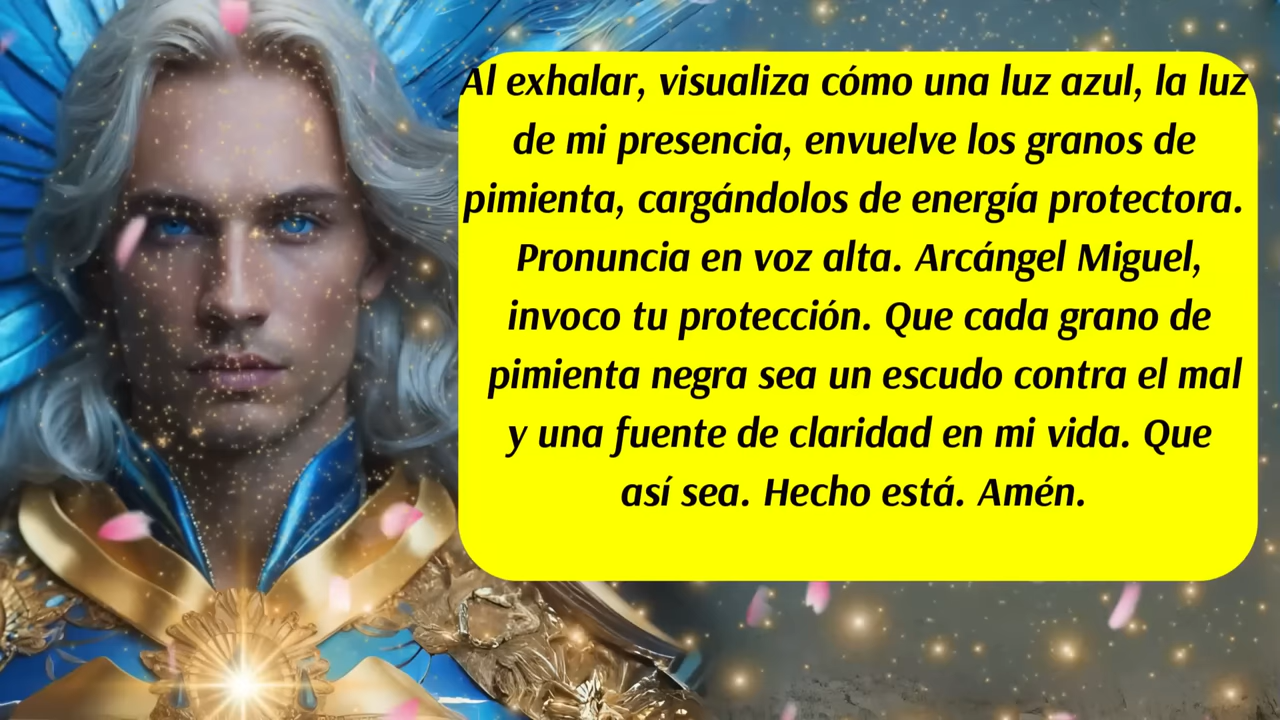 Al exhalar, visualiza cómo una luz azul, la luz
de mi presencia, envuelve los granos de
pimienta, cargándolos de energía protectora.
Pronuncia en voz alta. Arcángel Miguel,
invoco tu protección. Que cada grano de
pimienta negra sea un escudo contra el mal
y una fuente de claridad en mi vida. Que
así sea. Hecho está. Amén.